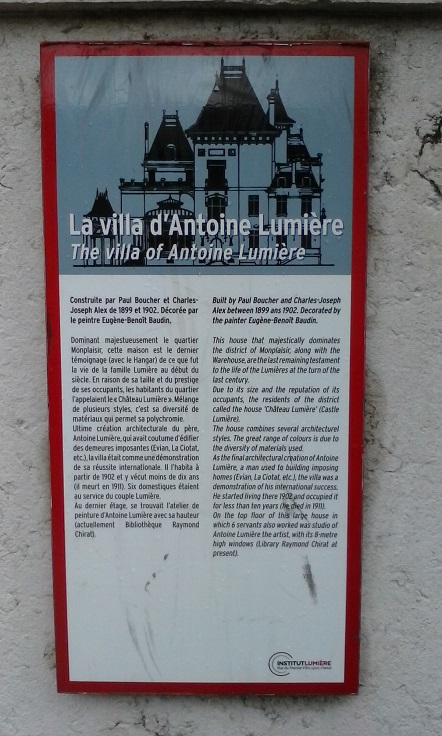 La villa d'Antoine Lumière
The villa of Antoine Lumière
Construite par Paul Boucher et Charles-
Joseph Alex de 1899 et 1902. Décorée par
le peintre Eugène-Benoît Baudin.
Dominant majestueusement le quartier
Monplaisir, cette maison est le dernier
témoignage (avec le Hangar) de ce que fut
la vie de la famille Lumière au début du
siècle. En raison de sa taille et du prestige
de ses occupants, les habitants du quartier
l'appelaient le « Château Lumière ». Mélange
de plusieurs styles, c'est sa diversité de
matériaux qui permet sa polychromie.
Ultime création architecturale du père,
Antoine Lumière, qui avait coutume d'édifier
des demeures imposantes (Evian, La Ciotat,
etc.), la villa était comme une démonstration
de sa réussite internationale. Il l'habita à
partir de 1902 et y vécut moins de dix ans
(il meurt en 1911). Six domestiques étaient
au service du couple Lumière.
Au dernier étage, se trouvait l'atelier de
peinture d'Antoine Lumière avec sa hauteur
(actuellement Bibliothèque Raymond
Chirat).
Built by Paul Boucher and Charles-Joseph
Alex between 1899 ans 1902. Decorated by
the painter Eugène-Benoît Baudin.
This house that majestically dominates
the district of Monplaisir, along with the
Warehouse, are the last remaining testament
to the life of the Lumières at the turn of the
last century.
Due to its size and the reputation of its
occupants, the residents of the district
called the house 'Château Lumière' (Castle
Lumière).
The house combines several architecturel
styles. The great range of colours is due to
the diversity of materials used.
As the final architectural creation of Antoine
Lumière, a man used to building imposing
homes (Evian, La Ciotat, etc.), the villa was a
demonstration of his international success.
He started living there 1902 and occupied it
for less than ten years (he died in 1911).
On the top floor of this large house in
which 6 servants also worked was studio of
Antoine Lumière the artist, with its 8-metre
high windows (Library Raymond Chirat at
present).
INSTITUTLUMIÈRE